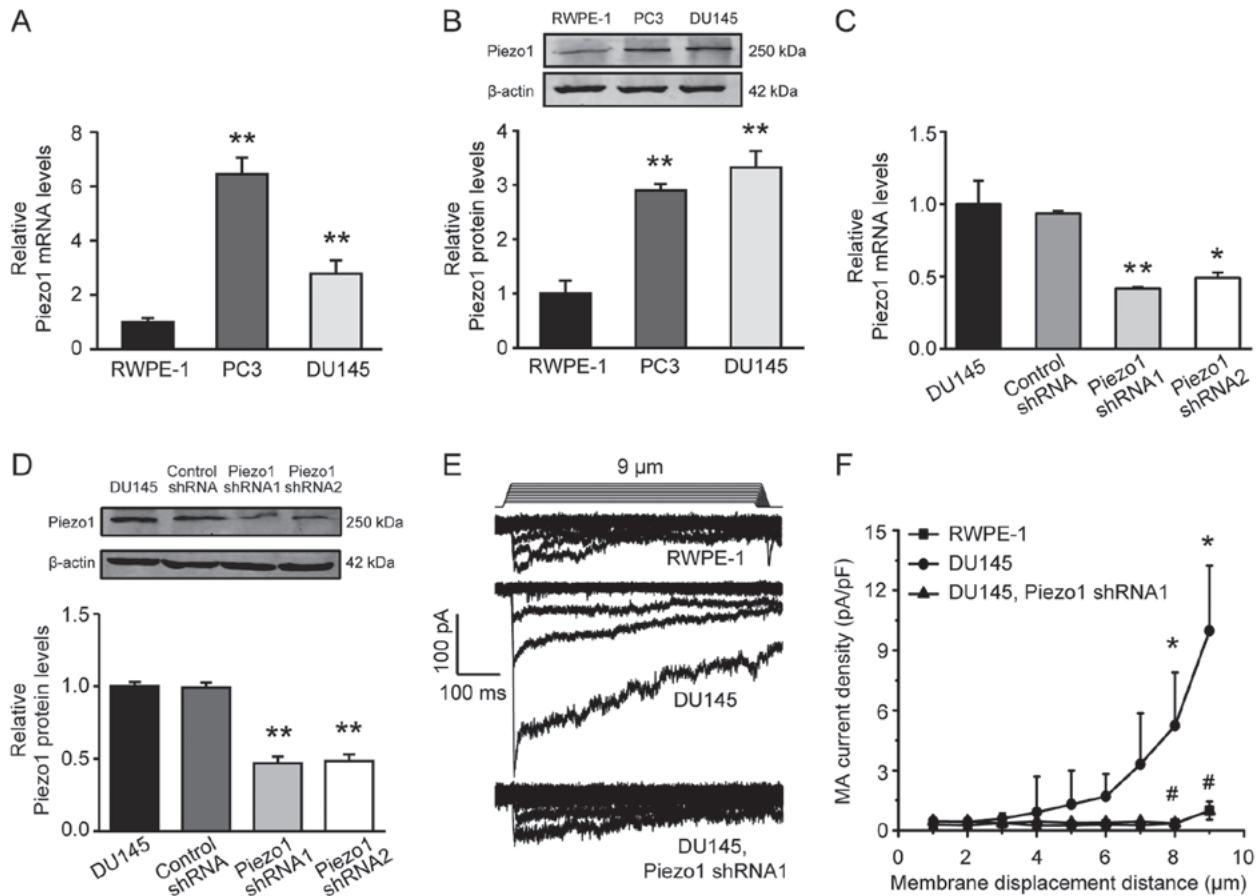 A
Relative
Piezo1 mRNA levels
8
6
4
2
0
**
**
RWPE-1 PC3 DU145
B
RWPE-1 PC3 DU145
Piezo1 250 kDa
β-actin 42 kDa
Relative
Piezo1 protein levels
4
3
2
1
0
**
**
RWPE-1 PC3 DU145
C
Relative
Piezo1 mRNA levels
1.5
1.0
0.5
0.0
**
*
DU145
Control
shRNA
Piezo1
shRNA1
Piezo1
shRNA2
D
DU145
Control
shRNA
Piezo1
shRNA1
Piezo1
shRNA2
Piezo1 250 kDa
β-actin 42 kDa
Relative
Piezo1 protein levels
1.5
1.0
0.5
0.0
**
**
DU145
Control
shRNA
Piezo1
shRNA1
Piezo1
shRNA2
E
9 µm
RWPE-1
100 pA
100 ms
DU145
DU145,
Piezo1 shRNA1
F
MA current density (pA/pF)
15
12
9
6
3
0
RWPE-1
DU145
DU145, Piezo1 shRNA1
*
*
#
#
0 2 4 6 8 10
Membrane displacement distance (µm)